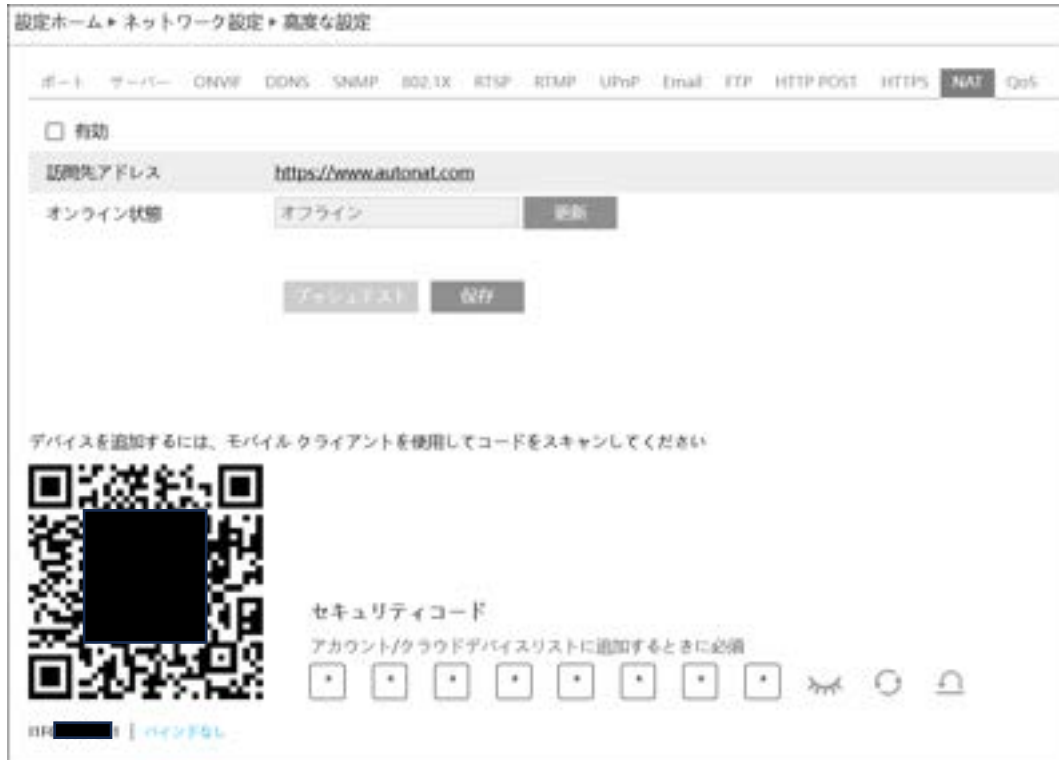 設定ホーム▶ネットワーク設定▶高度な設定
ポート サーバー ONVIF DDNS SNMP 802.1X RTSP RTMP UPnP Email FTP HTTP POST HTTPS NAT QoS
有効
訪問先アドレス https://www.autonat.com
オンライン状態 オフライン 更新
プッシュテスト 保存
デバイスを追加するには、モバイル クライアントを使用してコードをスキャンしてください
セキュリティコード
アカウント/クラウドデバイスリストに追加するときに必須
* * * * * * * *
| バインドなし